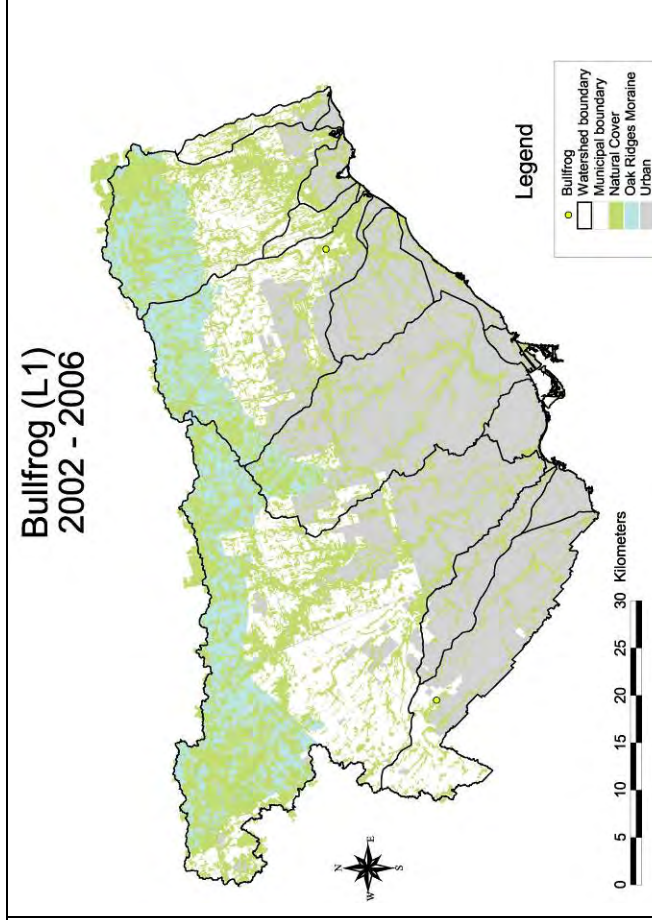 Bullfrog (L1)
2002 - 2006
N
W
E
S
Legend
Bullfrog
Watershed boundary
Municipal boundary
Natural Cover
Oak Ridges Moraine
Urban
0 5 10 15 20 25 30 Kilometers